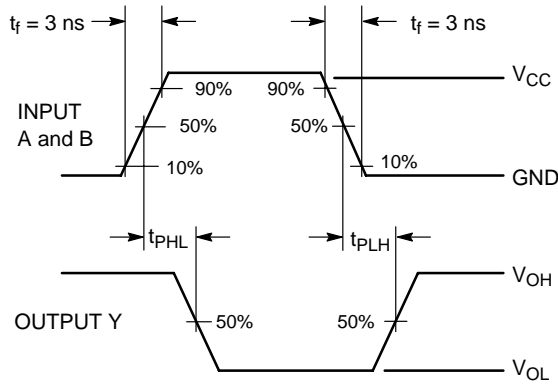 tf = 3 ns
tf = 3 ns
INPUT
A and B
90%
90%
VCC
50%
50%
10%
10%
GND
tPHL
tPLH
OUTPUT Y
50%
50%
VOH
VOL